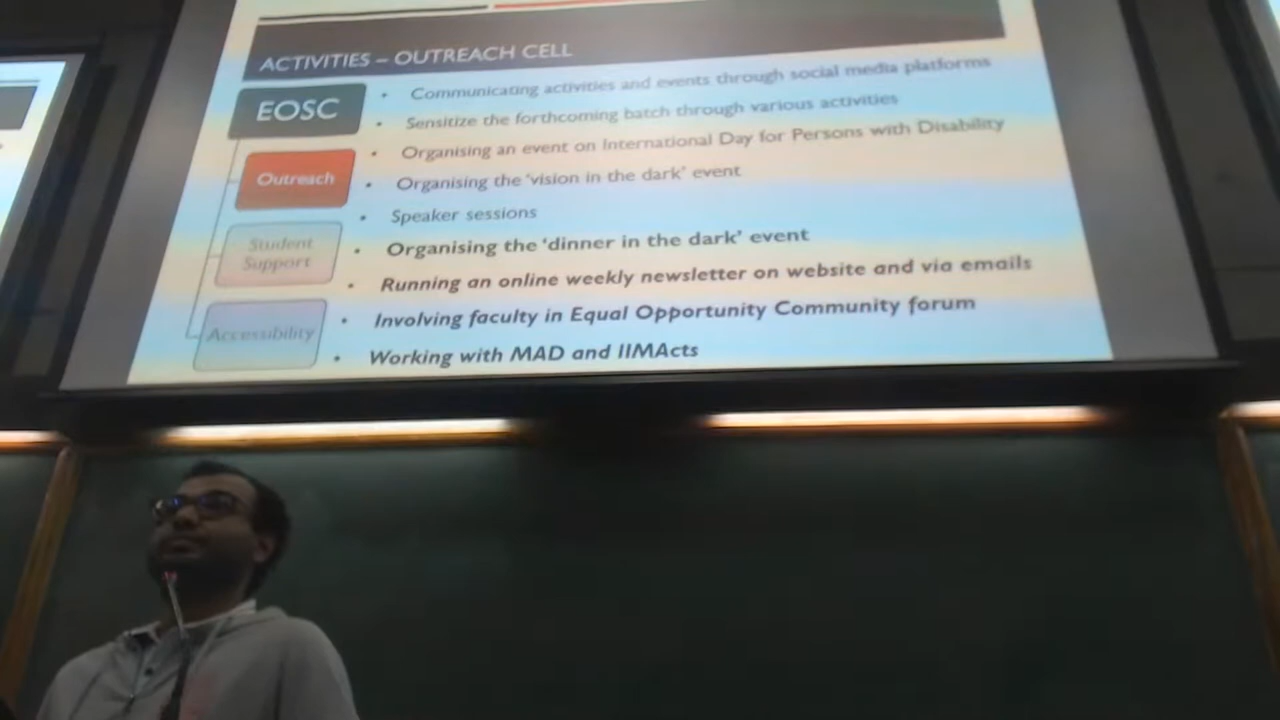 ACTIVITIES – OUTREACH CELL
EOSC
Outreach
Student
Support
Accessibility
• Communicating activities and events through social media platforms
• Sensitize the forthcoming batch through various activities
• Organising an event on International Day for Persons with Disability
• Organising the ‘vision in the dark’ event
• Speaker sessions
• Organising the ‘dinner in the dark’ event
• Running an online weekly newsletter on website and via emails
• Involving faculty in Equal Opportunity Community forum
• Working with MAD and IIMActs